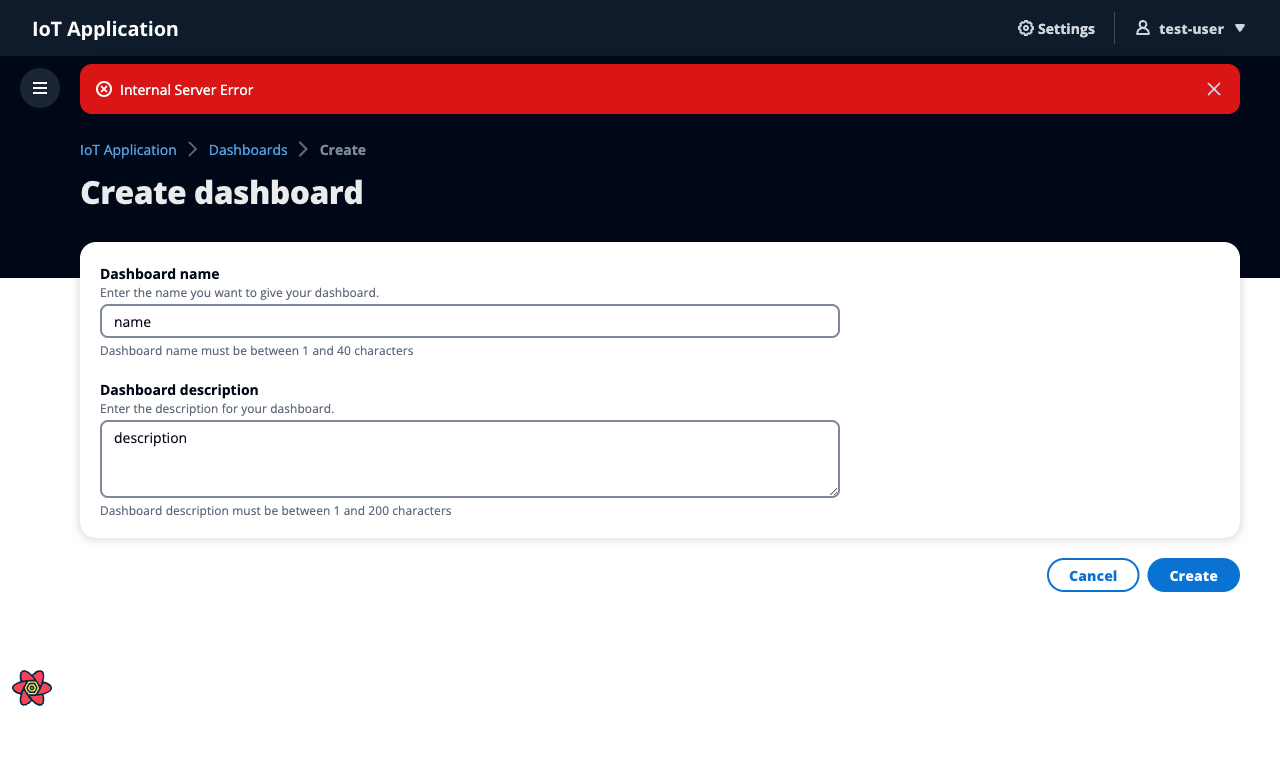 IoT Application
Settings
test-user
Internal Server Error
IoT Application
Dashboards
Create
Create dashboard
Dashboard name
Enter the name you want to give your dashboard.
name
Dashboard name must be between 1 and 40 characters
Dashboard description
Enter the description for your dashboard.
description
Dashboard description must be between 1 and 200 characters
Cancel
Create